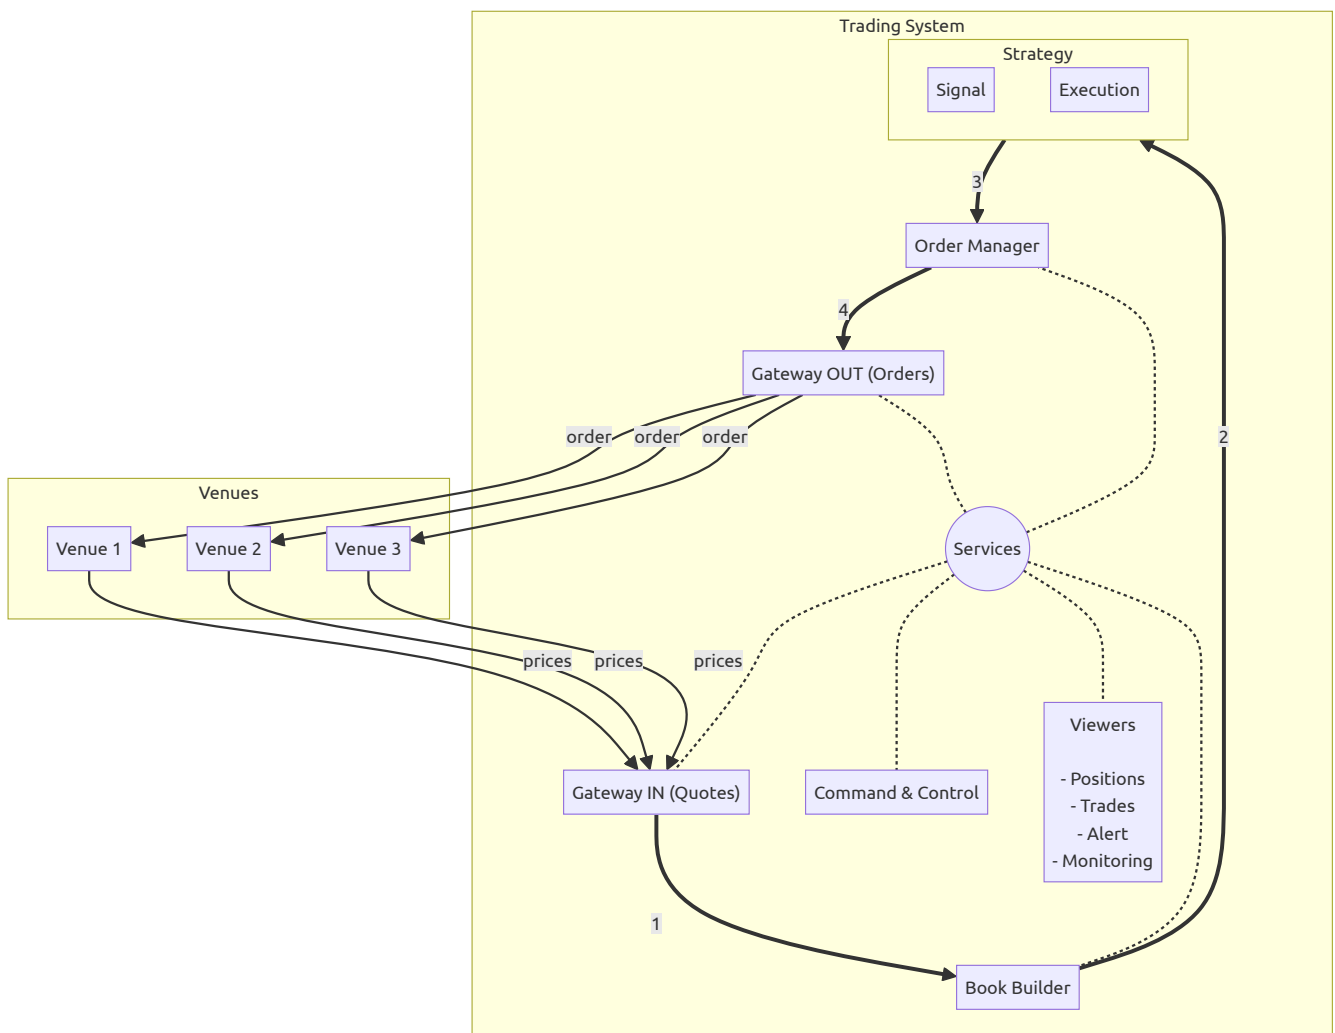 Trading System
Strategy
Signal
Execution
3
Order Manager
4
Gateway OUT (Orders)
order
order
order
2
Venues
Venue 1
Venue 2
Venue 3
Services
prices
prices
prices
Viewers
- Positions
- Trades
- Alert
- Monitoring
Gateway IN (Quotes)
Command & Control
1
Book Builder